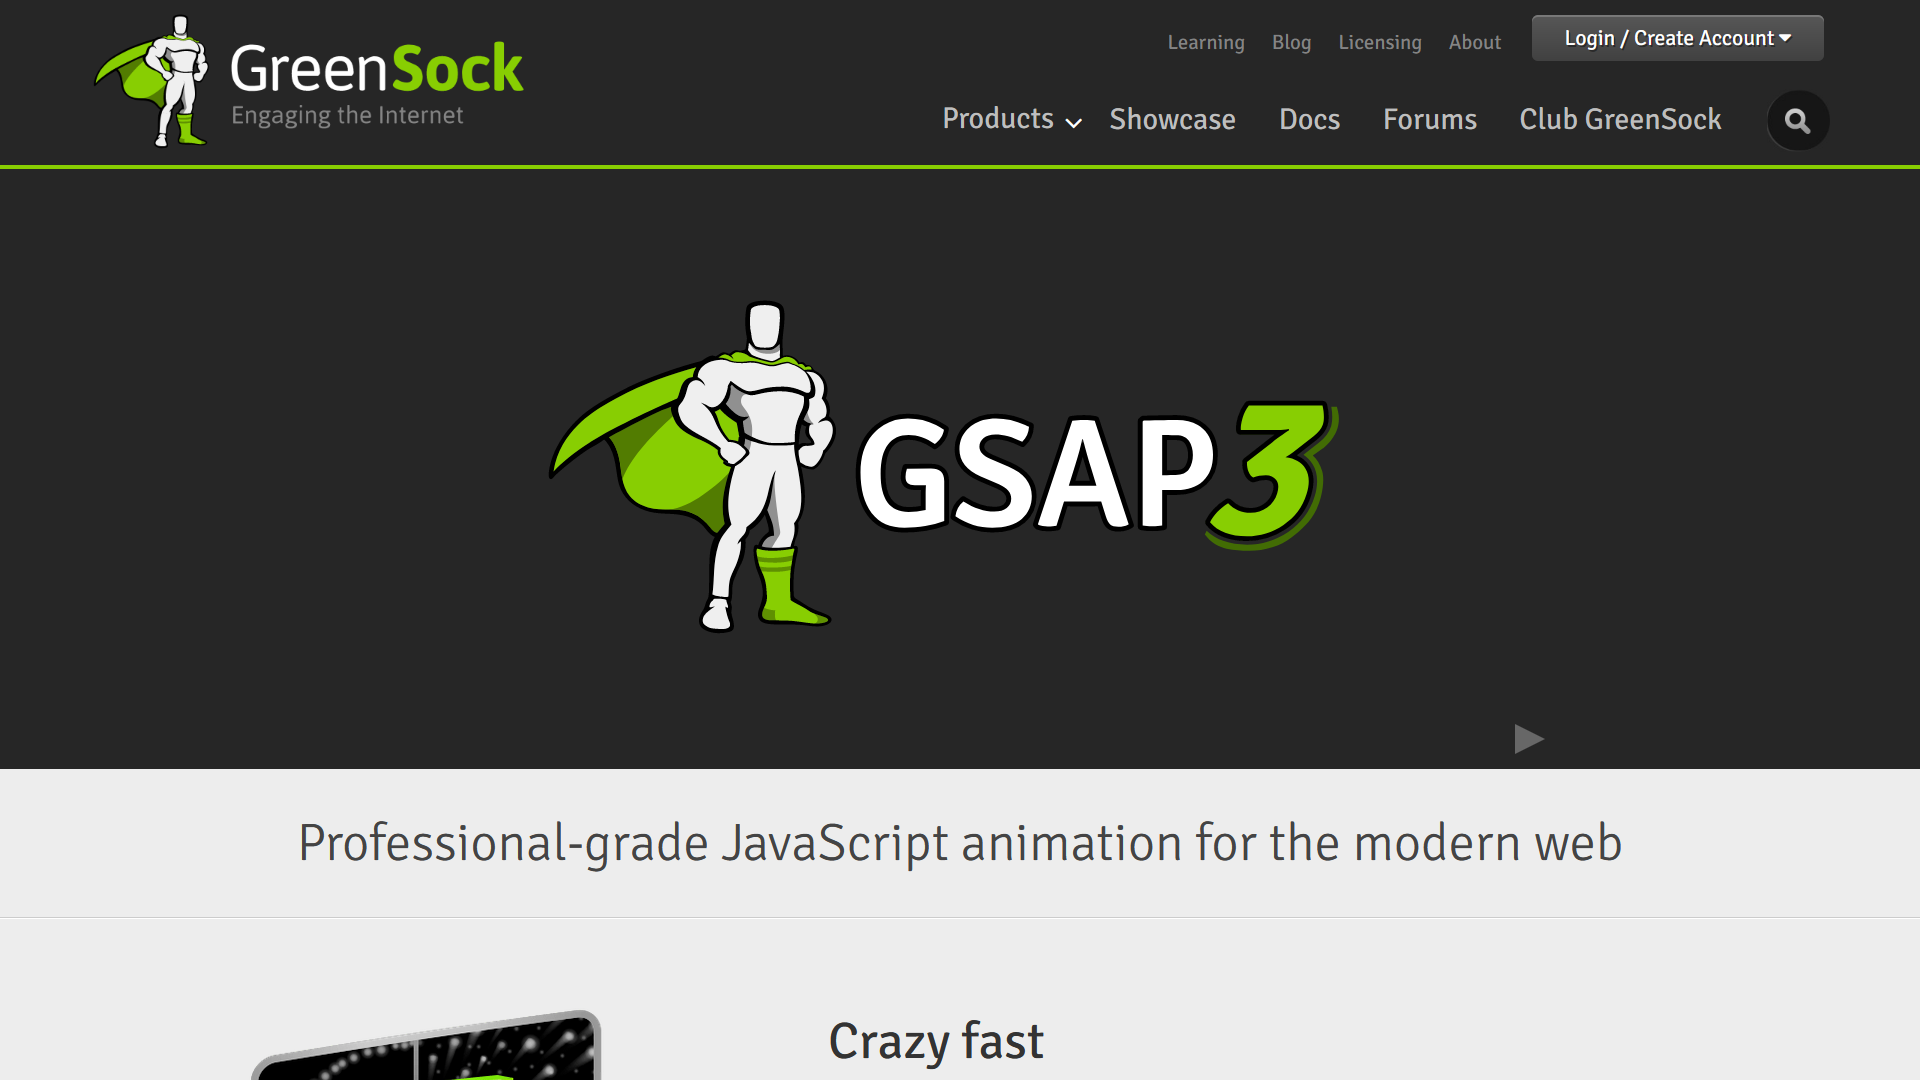 GreenSock
Engaging the Internet
Learning Blog Licensing About Login / Create Account
Products Showcase Docs Forums Club GreenSock
GSAP3
Professional-grade JavaScript animation for the modern web
Crazy fast